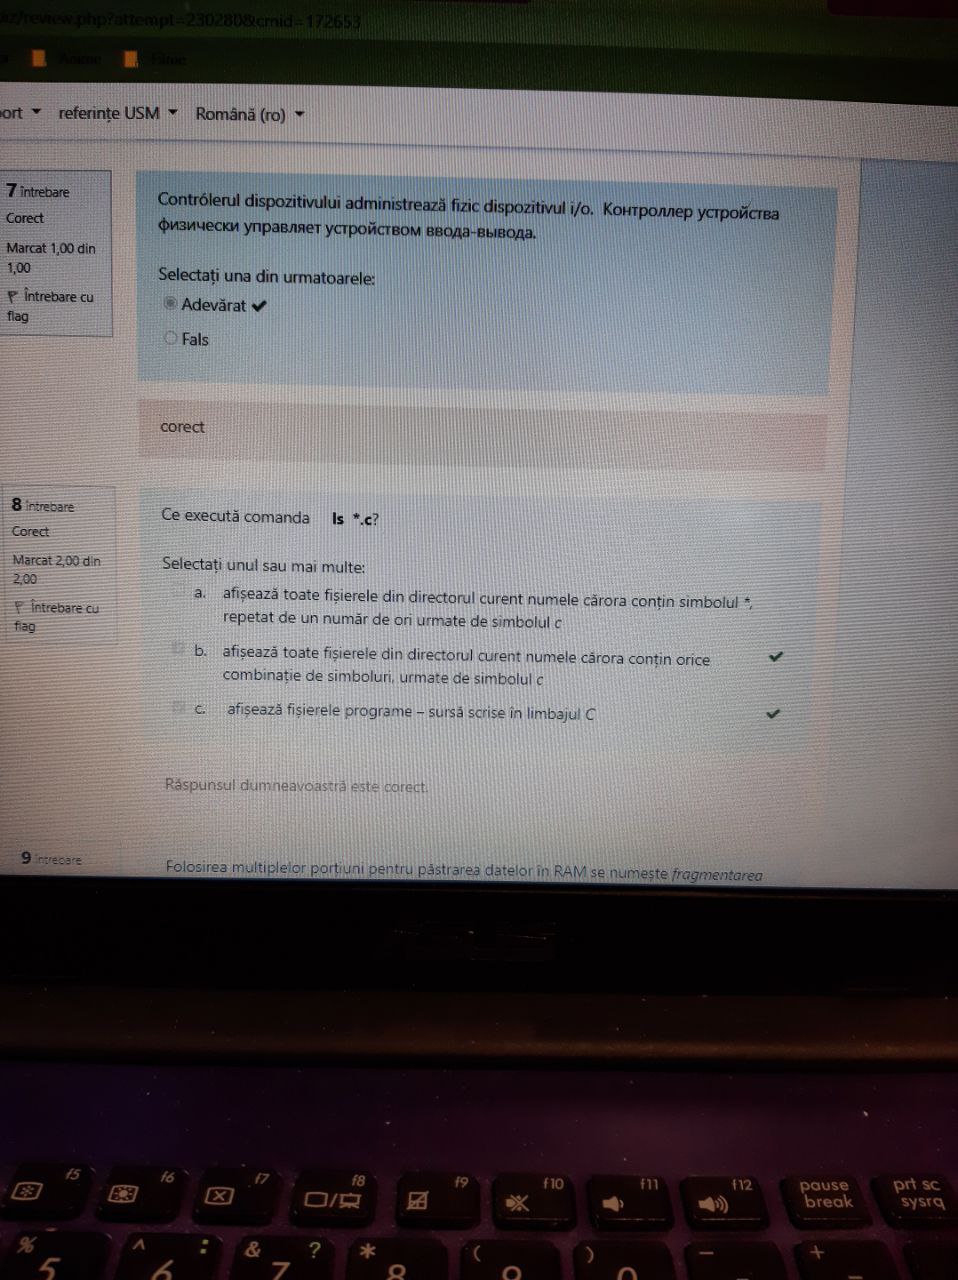 az/review.php?attempt=230280&cmid=172653
Anime Filme
port referințe USM Română (ro)
7 Întrebare
Corect
Marcat 1,00 din
1,00
Întrebare cu
flag
Contrólerul dispozitivului administrează fizic dispozitivul i/o. Контроллер устройства
физически управляет устройством ввода-вывода.
Selectați una din urmatoarele:
Adevărat
Fals
corect
8 Întrebare
Corect
Marcat 2,00 din
2,00
Întrebare cu
flag
Ce execută comanda ls *.c?
Selectați unul sau mai multe:
a. afișează toate fișierele din directorul curent numele cărora conțin simbolul *,
repetat de un număr de ori urmate de simbolul c
b. afișează toate fișierele din directorul curent numele cărora conțin orice
combinație de simboluri, urmate de simbolul c
c. afișează fișierele programe – sursă scrise în limbajul C
Răspunsul dumneavoastră este corect.
9 Întrebare
Folosirea multiplelor porțiuni pentru păstrarea datelor în RAM se numește fragmentarea
f5 f6 f7 f8 f9 f10 f11 f12 pause
break prt sc
sysrq
% 5 ^ 6 : & 7 ? * 8 ( 9 ) 0 _ +